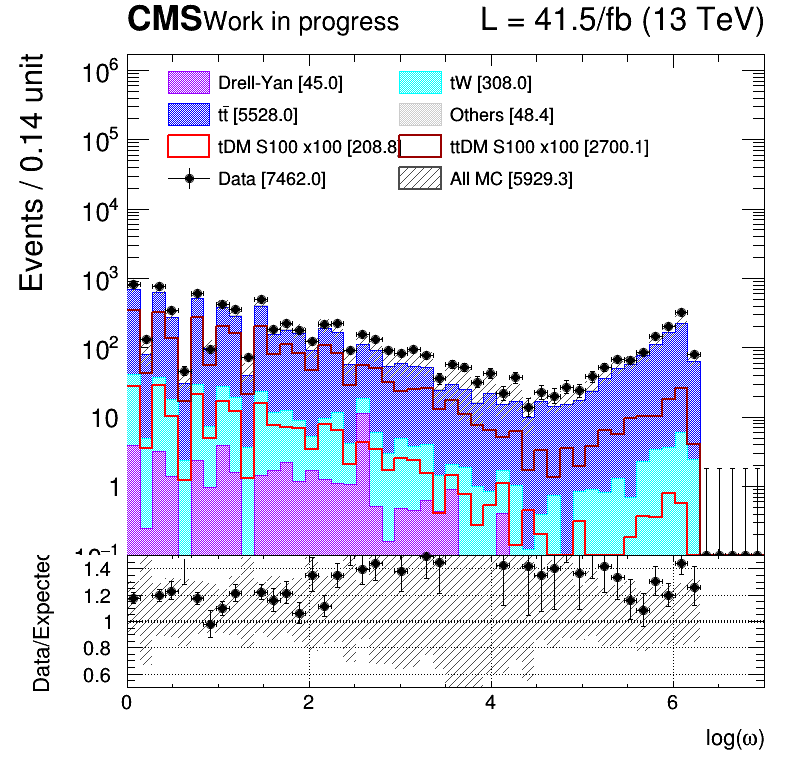 CMS Work in progress L = 41.5/fb (13 TeV)
Events / 0.14 unit
10⁶
10⁵
10⁴
10³
10²
10
1
10⁻¹
Drell-Yan [45.0] tW [308.0]
tt̄ [5528.0] Others [48.4]
tDM S100 x100 [208.8] ttDM S100 x100 [2700.1]
Data [7462.0] All MC [5929.3]
Data/Expected
1.4
1.2
1
0.8
0.6
0 2 4 6
log(ω)